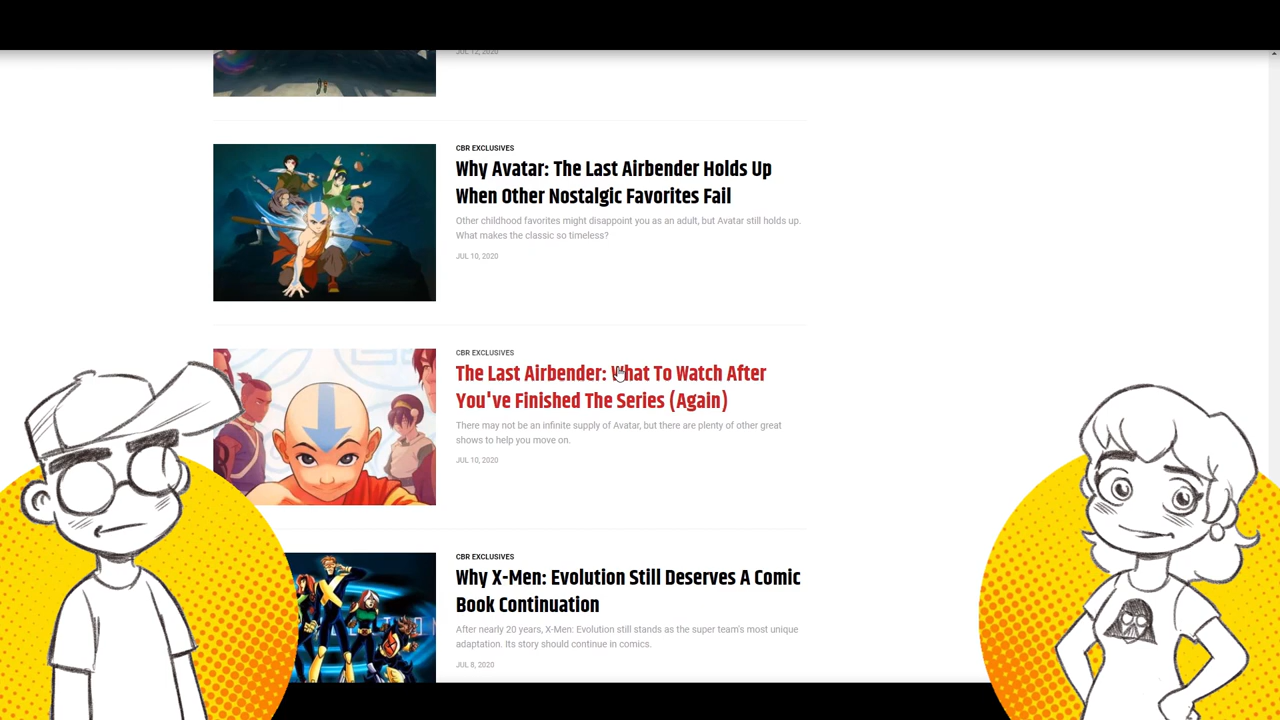 JUL 12, 2020
CBR EXCLUSIVES
Why Avatar: The Last Airbender Holds Up
When Other Nostalgic Favorites Fail
Other childhood favorites might disappoint you as an adult, but Avatar still holds up.
What makes the classic so timeless?
JUL 10, 2020
CBR EXCLUSIVES
The Last Airbender: What To Watch After
You've Finished The Series (Again)
There may not be an infinite supply of Avatar, but there are plenty of other great
shows to help you move on.
JUL 10, 2020
CBR EXCLUSIVES
Why X-Men: Evolution Still Deserves A Comic
Book Continuation
After nearly 20 years, X-Men: Evolution still stands as the super team's most unique
adaptation. Its story should continue in comics.
JUL 8, 2020